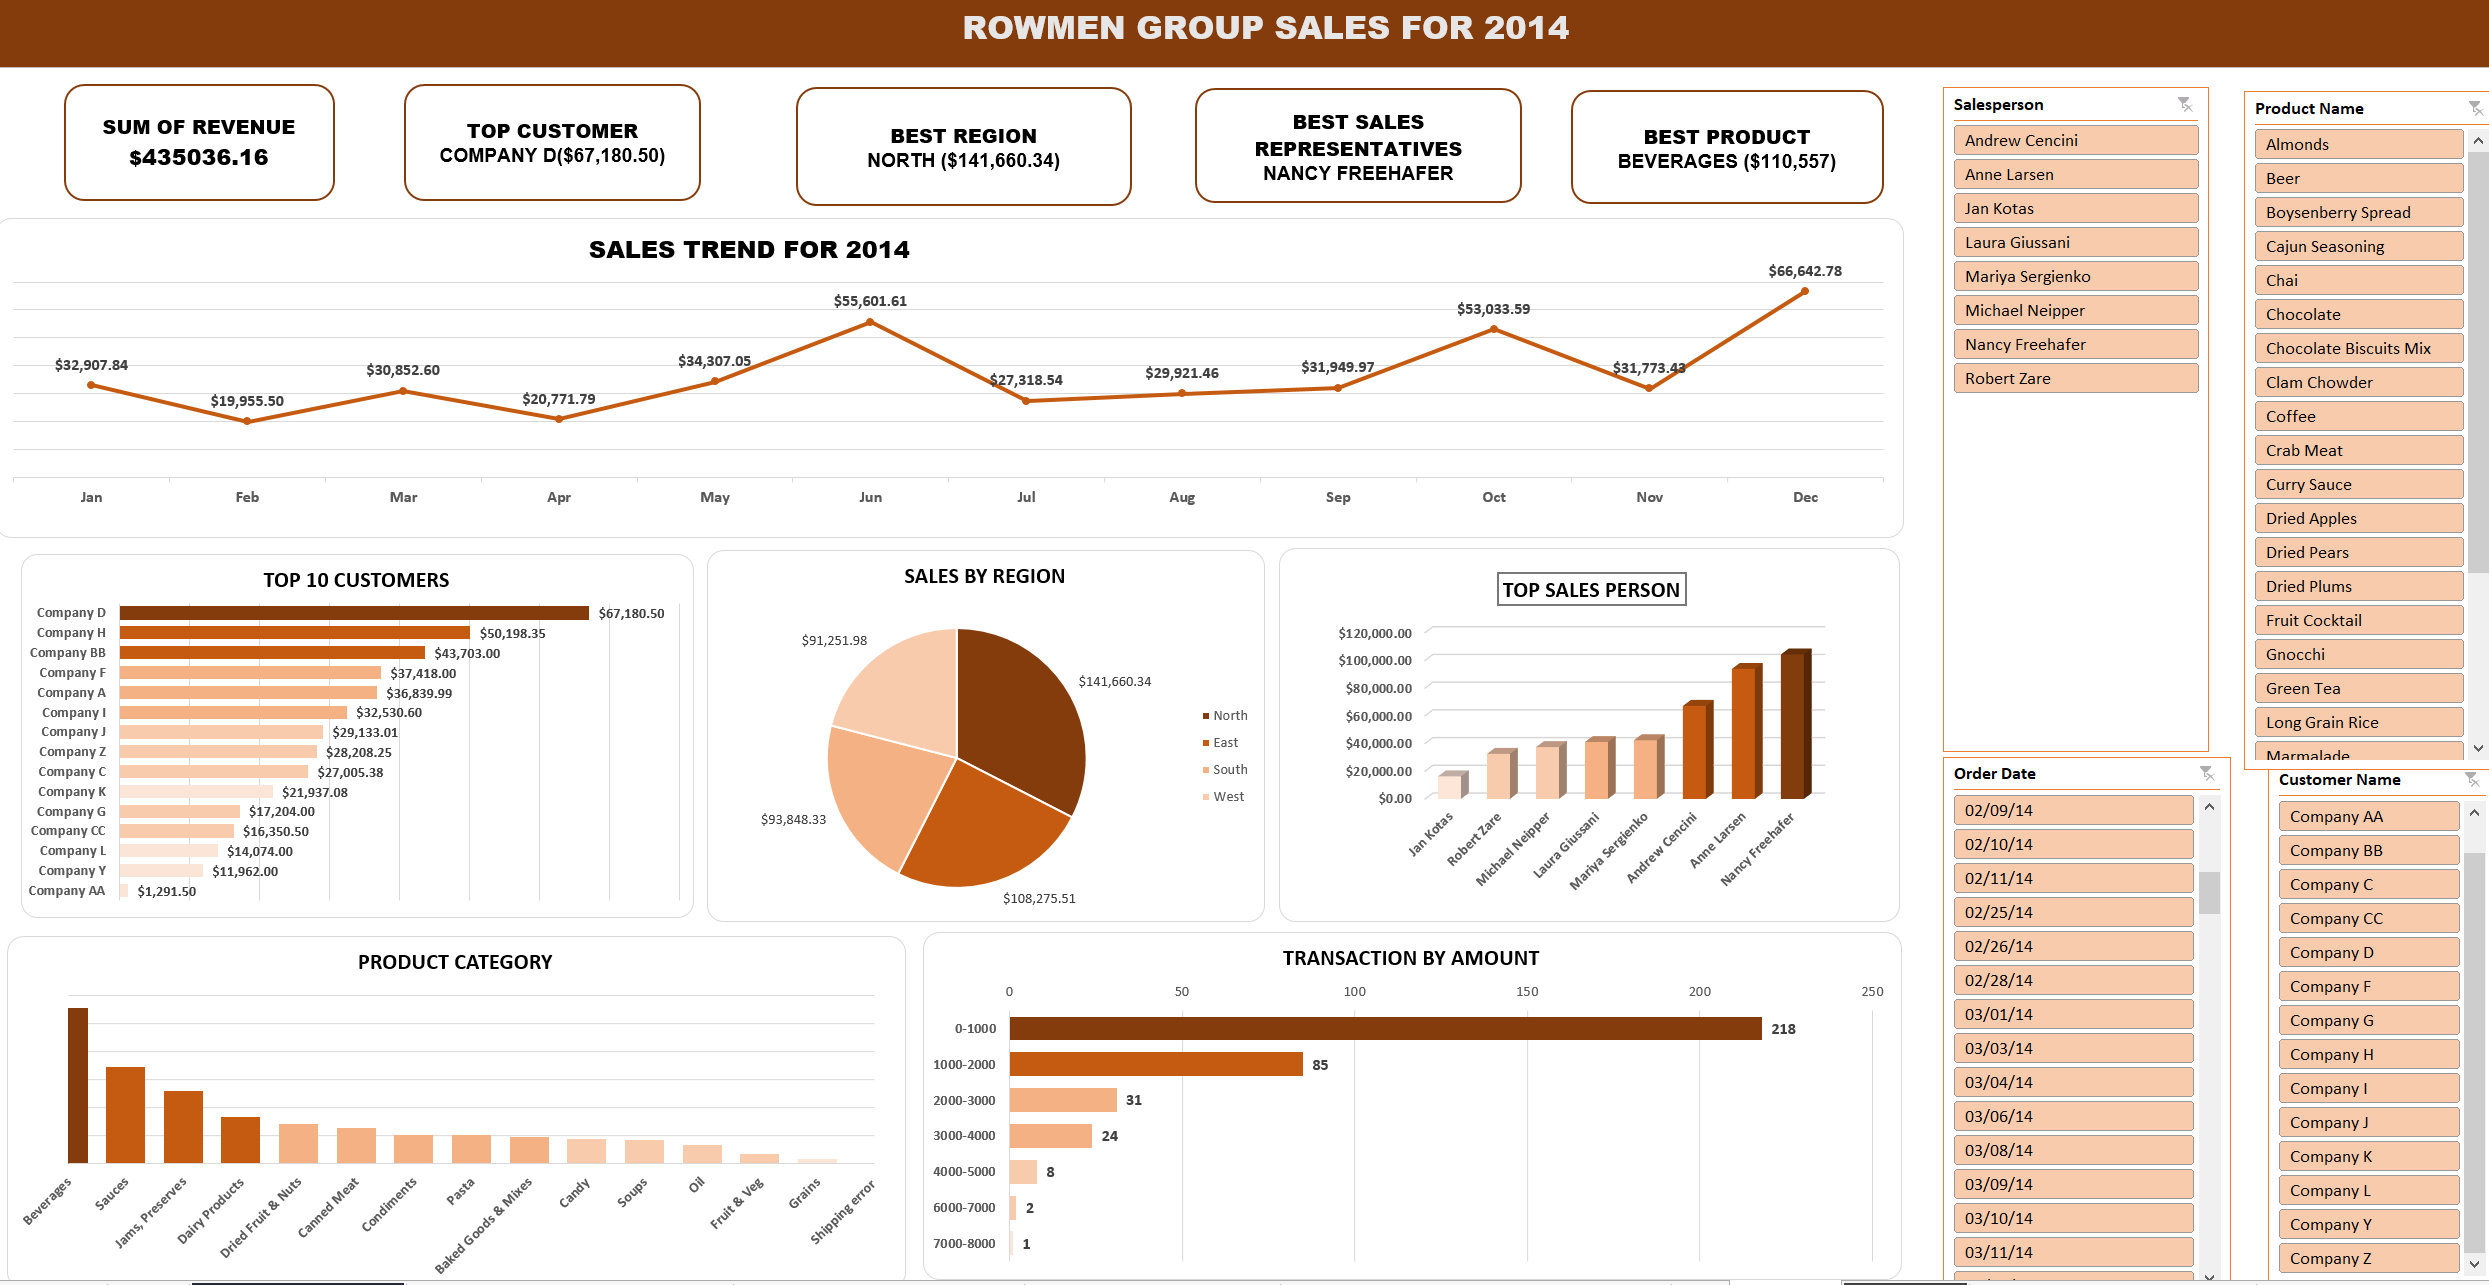 ROWMEN GROUP SALES FOR 2014
SUM OF REVENUE
$435036.16
TOP CUSTOMER
COMPANY D($67,180.50)
BEST REGION
NORTH ($141,660.34)
BEST SALES
REPRESENTATIVES
NANCY FREEHAFER
BEST PRODUCT
BEVERAGES ($110,557)
SALES TREND FOR 2014
$32,907.84
$19,955.50
$30,852.60
$20,771.79
$34,307.05
$55,601.61
$27,318.54
$29,921.46
$31,949.97
$53,033.59
$31,773.43
$66,642.78
Jan
Feb
Mar
Apr
May
Jun
Jul
Aug
Sep
Oct
Nov
Dec
TOP 10 CUSTOMERS
Company D $67,180.50
Company H $50,198.35
Company BB $43,703.00
Company F $37,418.00
Company A $36,839.99
Company I $32,530.60
Company J $29,133.01
Company Z $28,208.25
Company C $27,005.38
Company K $21,937.08
Company G $17,204.00
Company CC $16,350.50
Company L $14,074.00
Company Y $11,962.00
Company AA $1,291.50
SALES BY REGION
$91,251.98
$141,660.34
$93,848.33
$108,275.51
North
East
South
West
TOP SALES PERSON
$120,000.00
$100,000.00
$80,000.00
$60,000.00
$40,000.00
$20,000.00
$0.00
Jan Kotas
Robert Zare
Michael Neipper
Laura Giussani
Mariya Sergienko
Andrew Cencini
Anne Larsen
Nancy Freehafer
PRODUCT CATEGORY
Beverages
Sauces
Jams, Preserves
Dairy Products
Dried Fruit & Nuts
Canned Meat
Condiments
Pasta
Baked Goods & Mixes
Candy
Soups
Oil
Fruit & Veg
Grains
Shipping error
TRANSACTION BY AMOUNT
0 50 100 150 200 250
0-1000 218
1000-2000 85
2000-3000 31
3000-4000 24
4000-5000 8
6000-7000 2
7000-8000 1
Salesperson
Andrew Cencini
Anne Larsen
Jan Kotas
Laura Giussani
Mariya Sergienko
Michael Neipper
Nancy Freehafer
Robert Zare
Product Name
Almonds
Beer
Boysenberry Spread
Cajun Seasoning
Chai
Chocolate
Chocolate Biscuits Mix
Clam Chowder
Coffee
Crab Meat
Curry Sauce
Dried Apples
Dried Pears
Dried Plums
Fruit Cocktail
Gnocchi
Green Tea
Long Grain Rice
Marmalade
Order Date
02/09/14
02/10/14
02/11/14
02/25/14
02/26/14
02/28/14
03/01/14
03/03/14
03/04/14
03/06/14
03/08/14
03/09/14
03/10/14
03/11/14
Customer Name
Company AA
Company BB
Company C
Company CC
Company D
Company F
Company G
Company H
Company I
Company J
Company K
Company L
Company Y
Company Z